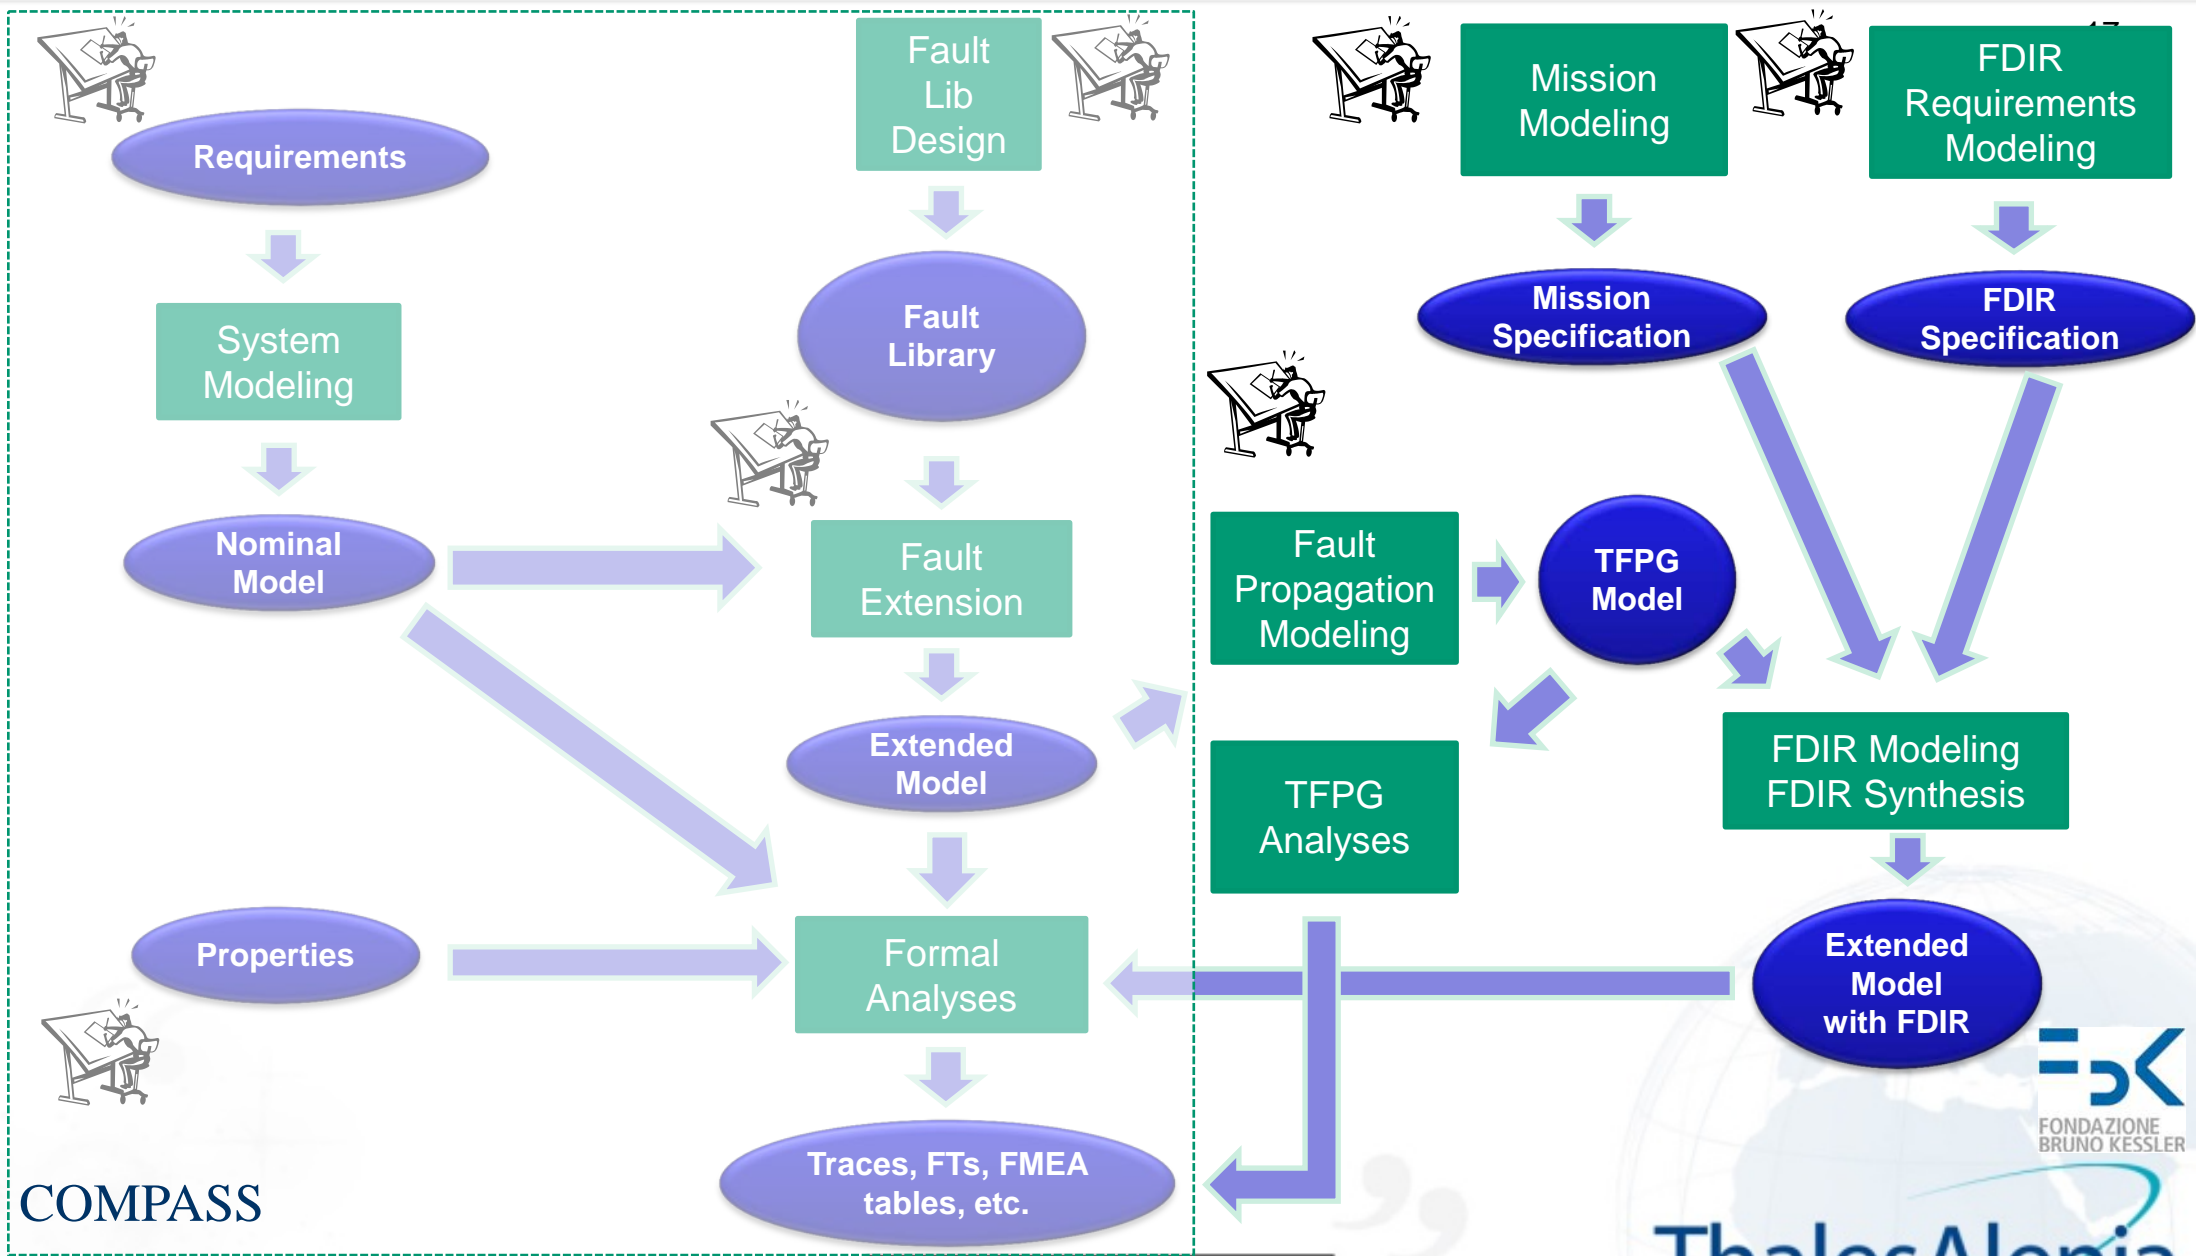 Requirements
System
Modeling
Nominal
Model
Properties
COMPASS
Fault
Lib
Design
Fault
Library
Fault
Extension
Extended
Model
Formal
Analyses
Traces, FTs, FMEA
tables, etc.
Mission
Modeling
FDIR
Requirements
Modeling
Mission
Specification
FDIR
Specification
Fault
Propagation
Modeling
TFPG
Model
TFPG
Analyses
FDIR Modeling
FDIR Synthesis
Extended
Model
with FDIR
FBK
FONDAZIONE
BRUNO KESSLER
ThalesAlenia